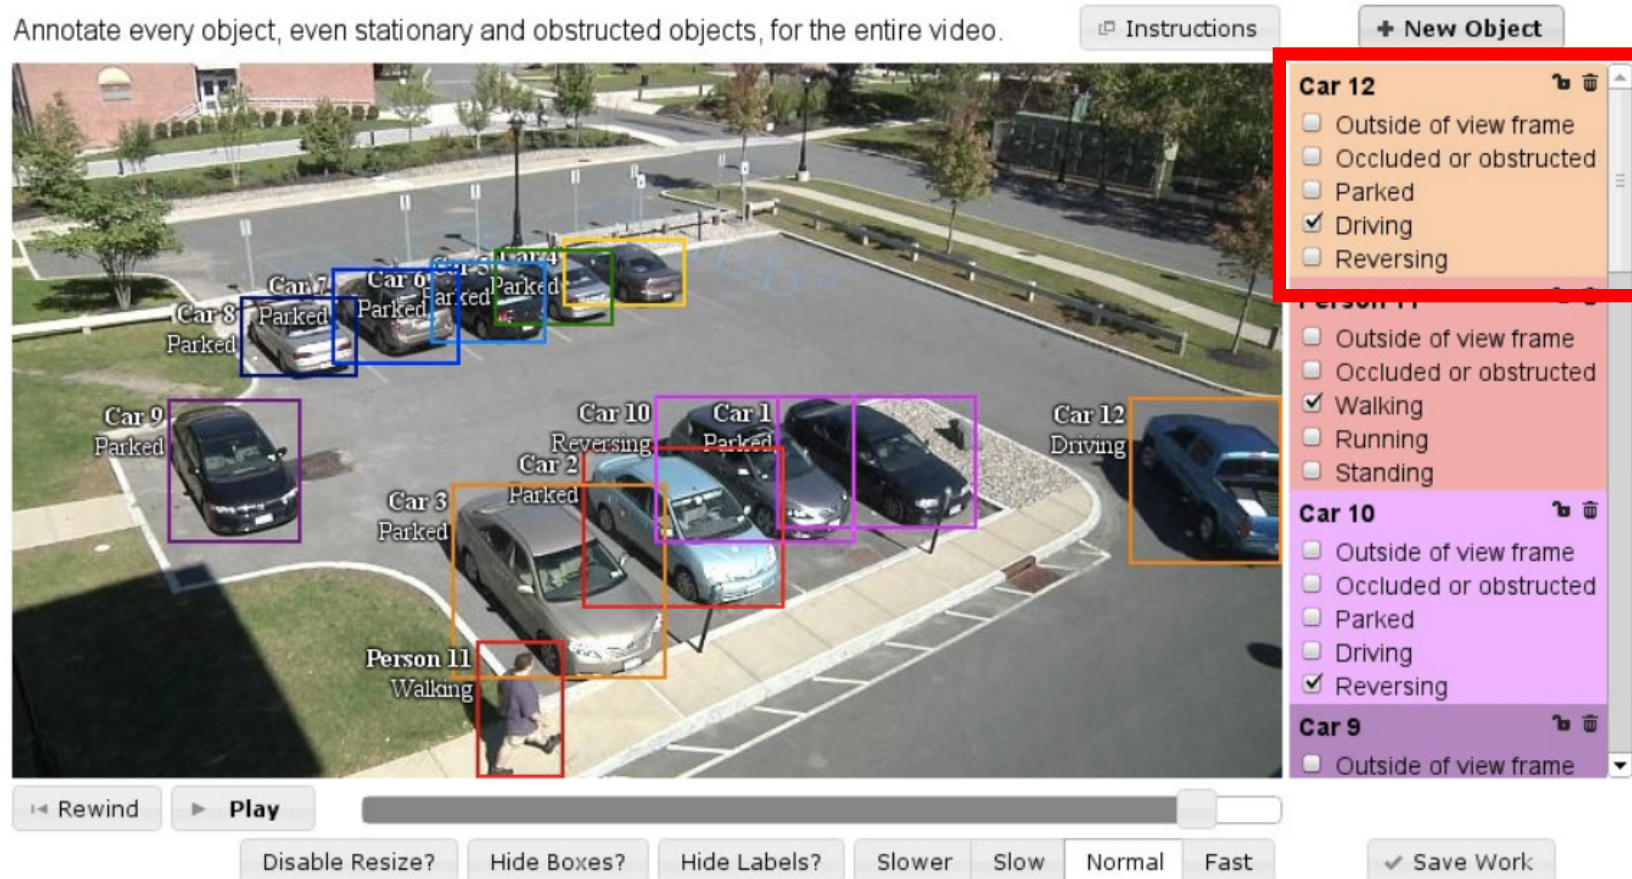 Annotate every object, even stationary and obstructed objects, for the entire video.
Instructions
+ New Object
Car 12
Outside of view frame
Occluded or obstructed
Parked
Driving
Reversing
Person 11
Outside of view frame
Occluded or obstructed
Walking
Running
Standing
Car 10
Outside of view frame
Occluded or obstructed
Parked
Driving
Reversing
Car 9
Outside of view frame
Car 4
Parked
Car 5
Parked
Car 6
Parked
Car 7
Parked
Car 8
Parked
Car 9
Parked
Car 10
Reversing
Car 1
Parked
Car 12
Driving
Car 2
Parked
Car 3
Parked
Person 11
Walking
Rewind
Play
Disable Resize?
Hide Boxes?
Hide Labels?
Slower
Slow
Normal
Fast
Save Work